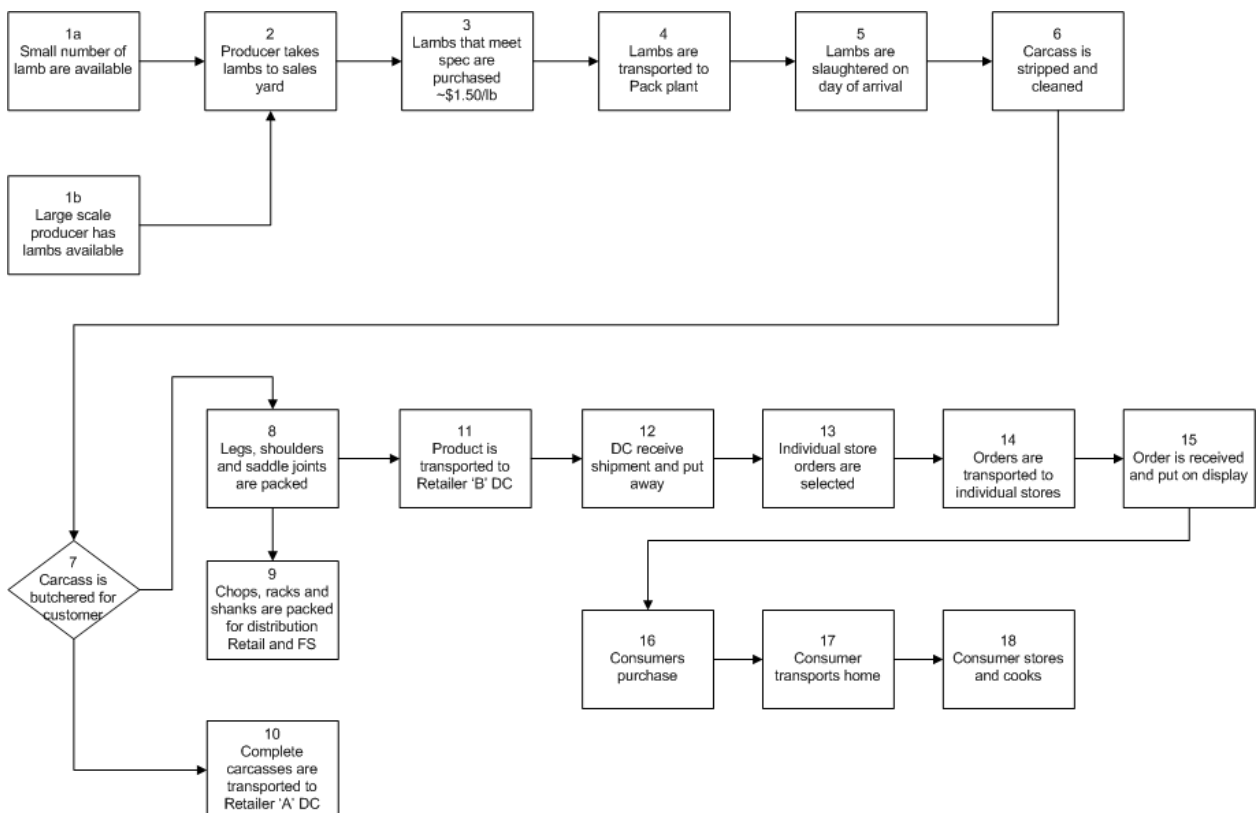 1a
Small number of
lamb are available
2
Producer takes
lambs to sales
yard
3
Lambs that meet
spec are
purchased
~$1.50/lb
4
Lambs are
transported to
Pack plant
5
Lambs are
slaughtered on
day of arrival
6
Carcass is
stripped and
cleaned
1b
Large scale
producer has
lambs available
7
Carcass is
butchered for
customer
8
Legs, shoulders
and saddle joints
are packed
9
Chops, racks and
shanks are packed
for distribution
Retail and FS
10
Complete
carcasses are
transported to
Retailer ‘A’ DC
11
Product is
transported to
Retailer ‘B’ DC
12
DC receive
shipment and put
away
13
Individual store
orders are
selected
14
Orders are
transported to
individual stores
15
Order is received
and put on display
16
Consumers
purchase
17
Consumer
transports home
18
Consumer stores
and cooks